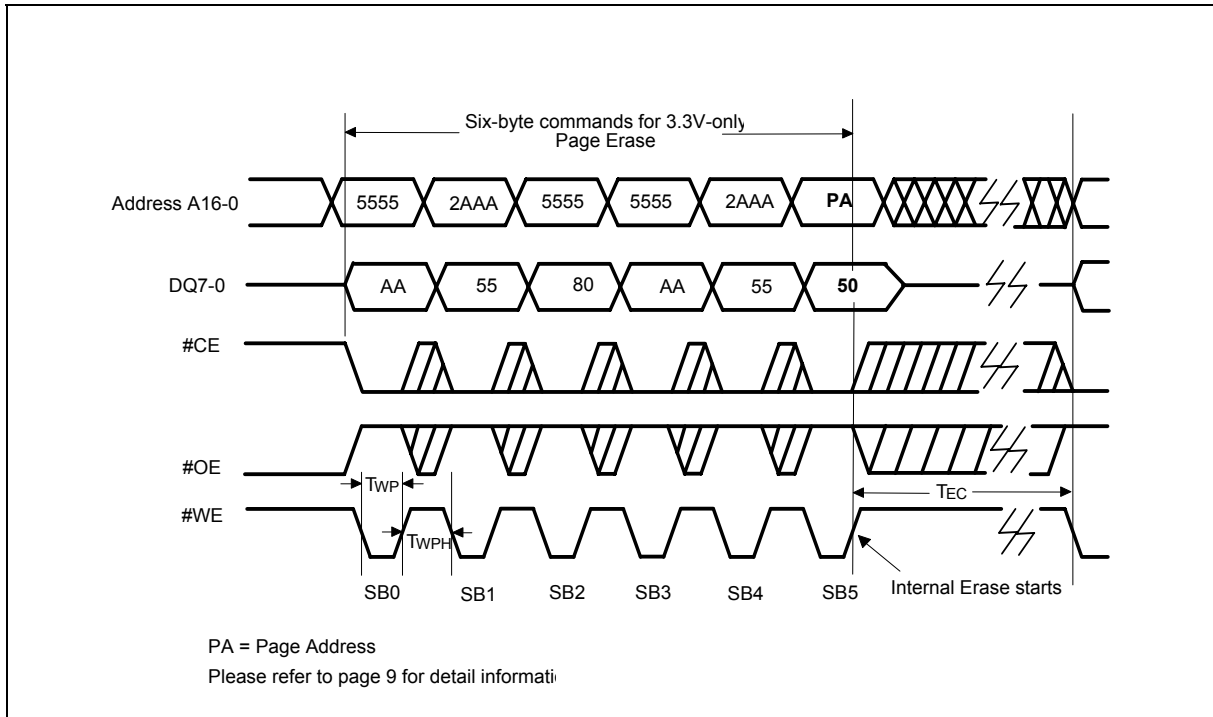 Six-byte commands for 3.3V-only
Page Erase
Address A16-0
5555 2AAA 5555 5555 2AAA PA
DQ7-0
AA 55 80 AA 55 50
#CE
#OE
TWP
TEC
#WE
TWPH
SB0 SB1 SB2 SB3 SB4 SB5
Internal Erase starts
PA = Page Address
Please refer to page 9 for detail informati